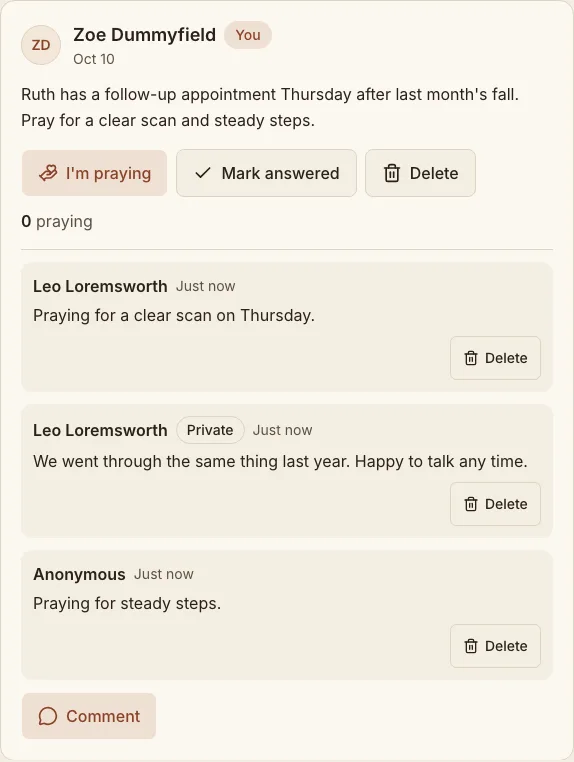 ZD
Zoe Dummyfield You
Oct 10
Ruth has a follow-up appointment Thursday after last month's fall.
Pray for a clear scan and steady steps.
I'm praying Mark answered Delete
0 praying
Leo Loremsworth Just now
Praying for a clear scan on Thursday.
Delete
Leo Loremsworth Private Just now
We went through the same thing last year. Happy to talk any time.
Delete
Anonymous Just now
Praying for steady steps.
Delete
Comment